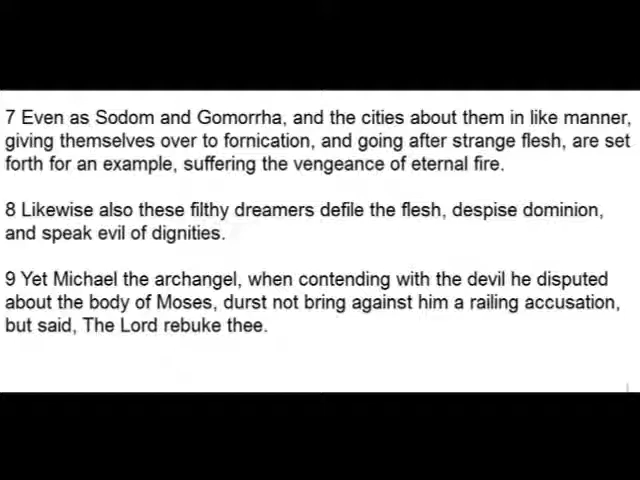 7 Even as Sodom and Gomorrha, and the cities about them in like manner,
giving themselves over to fornication, and going after strange flesh, are set
forth for an example, suffering the vengeance of eternal fire.
8 Likewise also these filthy dreamers defile the flesh, despise dominion,
and speak evil of dignities.
9 Yet Michael the archangel, when contending with the devil he disputed
about the body of Moses, durst not bring against him a railing accusation,
but said, The Lord rebuke thee.